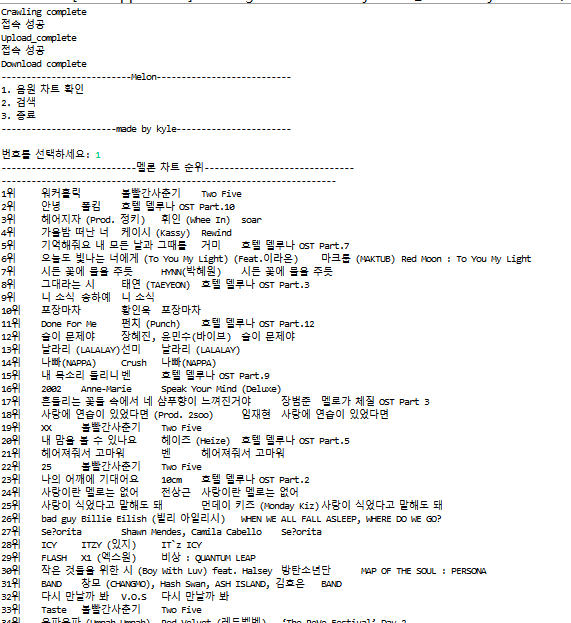 Crawling complete
접속 성공
Upload_complete
접속 성공
Download complete
--------------------------Melon---------------------------
1. 음원 차트 확인
2. 검색
3. 종료
-----------------------made by kyle-----------------------
번호를 선택하세요: 1
---------------------------멜론 차트 순위------------------------------
-------------------------------------------------------------------
1위 워커홀릭 볼빨간사춘기 Two Five
2위 안녕 폴킴 호텔 델루나 OST Part.10
3위 헤어지자 (Prod. 정키) 휘인 (Whee In) soar
4위 가을밤 떠난 너 케이시 (Kassy) Rewind
5위 기억해줘요 내 모든 날과 그때를 거미 호텔 델루나 OST Part.7
6위 오늘도 빛나는 너에게 (To You My Light) (Feat.이라온) 마크툽 (MAKTUB) Red Moon : To You My Light
7위 시든 꽃에 물을 주듯 HYNN(박혜원) 시든 꽃에 물을 주듯
8위 그대라는 시 태연 (TAEYEON) 호텔 델루나 OST Part.3
9위 니 소식 송하예 니 소식
10위 포장마차 황인욱 포장마차
11위 Done For Me 펀치 (Punch) 호텔 델루나 OST Part.12
12위 술이 문제야 장혜진, 윤민수(바이브) 술이 문제야
13위 날라리 (LALALAY)선미 날라리 (LALALAY)
14위 나빠(NAPPA) Crush 나빠(NAPPA)
15위 내 목소리 들리니벤 호텔 델루나 OST Part.9
16위 2002 Anne-Marie Speak Your Mind (Deluxe)
17위 흔들리는 꽃들 속에서 네 샴푸향이 느껴진거야 장범준 멜로가 체질 OST Part 3
18위 사랑에 연습이 있었다면 (Prod. 2soo) 임재현 사랑에 연습이 있었다면
19위 XX 볼빨간사춘기 Two Five
20위 내 맘을 볼 수 있나요 헤이즈 (Heize) 호텔 델루나 OST Part.5
21위 헤어져줘서 고마워 벤 헤어져줘서 고마워
22위 25 볼빨간사춘기 Two Five
23위 나의 어깨에 기대어요 10cm 호텔 델루나 OST Part.2
24위 사랑이란 멜로는 없어 전상근 사랑이란 멜로는 없어
25위 사랑이 식었다고 말해도 돼 먼데이 키즈 (Monday Kiz)사랑이 식었다고 말해도 돼
26위 bad guy Billie Eilish (빌리 아일리시) WHEN WE ALL FALL ASLEEP, WHERE DO WE GO?
27위 Se?orita Shawn Mendes, Camila Cabello Se?orita
28위 ICY ITZY (있지) IT`z ICY
29위 FLASH X1 (엑스원) 비상 : QUANTUM LEAP
30위 작은 것들을 위한 시 (Boy With Luv) feat. Halsey 방탄소년단 MAP OF THE SOUL : PERSONA
31위 BAND 창모 (CHANGMO), Hash Swan, ASH ISLAND, 김효은 BAND
32위 다시 만날까 봐 V.O.S 다시 만날까 봐
33위 Taste 볼빨간사춘기 Two Five